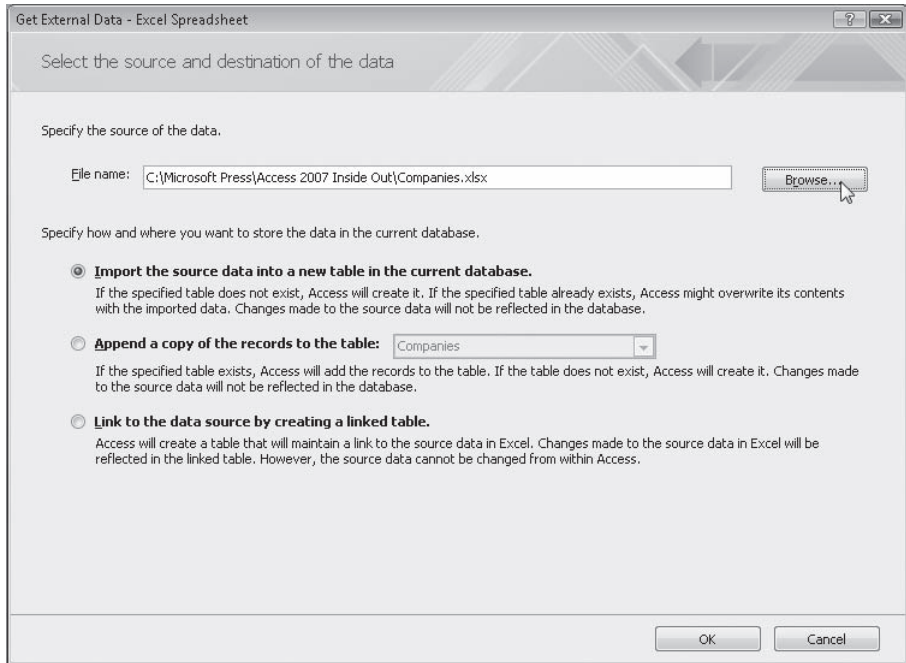 Get External Data - Excel Spreadsheet
Select the source and destination of the data
Specify the source of the data.
File name: C:\Microsoft Press\Access 2007 Inside Out\Companies.xlsx Browse...
Specify how and where you want to store the data in the current database.
Import the source data into a new table in the current database.
If the specified table does not exist, Access will create it. If the specified table already exists, Access might overwrite its contents
with the imported data. Changes made to the source data will not be reflected in the database.
Append a copy of the records to the table: Companies
If the specified table exists, Access will add the records to the table. If the table does not exist, Access will create it. Changes made
to the source data will not be reflected in the database.
Link to the data source by creating a linked table.
Access will create a table that will maintain a link to the source data in Excel. Changes made to the source data in Excel will be
reflected in the linked table. However, the source data cannot be changed from within Access.
OK Cancel